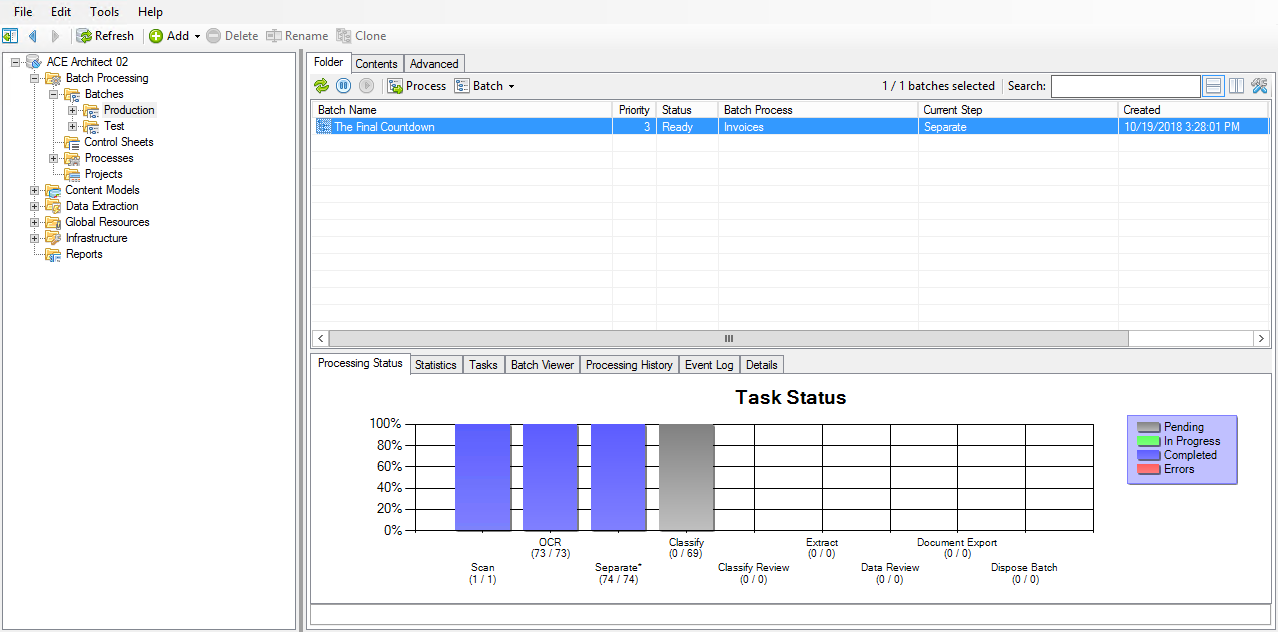 File Edit Tools Help
Refresh Add Delete Rename Clone
ACE Architect 02
Batch Processing
Batches
Production
Test
Control Sheets
Processes
Projects
Content Models
Data Extraction
Global Resources
Infrastructure
Reports
Folder Contents Advanced
Process Batch 1 / 1 batches selected Search:
Batch Name Priority Status Batch Process Current Step Created
The Final Countdown 3 Ready Invoices Separate 10/19/2018 3:28:01 PM
Processing Status Statistics Tasks Batch Viewer Processing History Event Log Details
Task Status
100%
80%
60%
40%
20%
0%
OCR Classify Extract Document Export
(73 / 73) (0 / 69) (0 / 0) (0 / 0)
Scan Separate* Classify Review Data Review Dispose Batch
(1 / 1) (74 / 74) (0 / 0) (0 / 0) (0 / 0)
Pending
In Progress
Completed
Errors